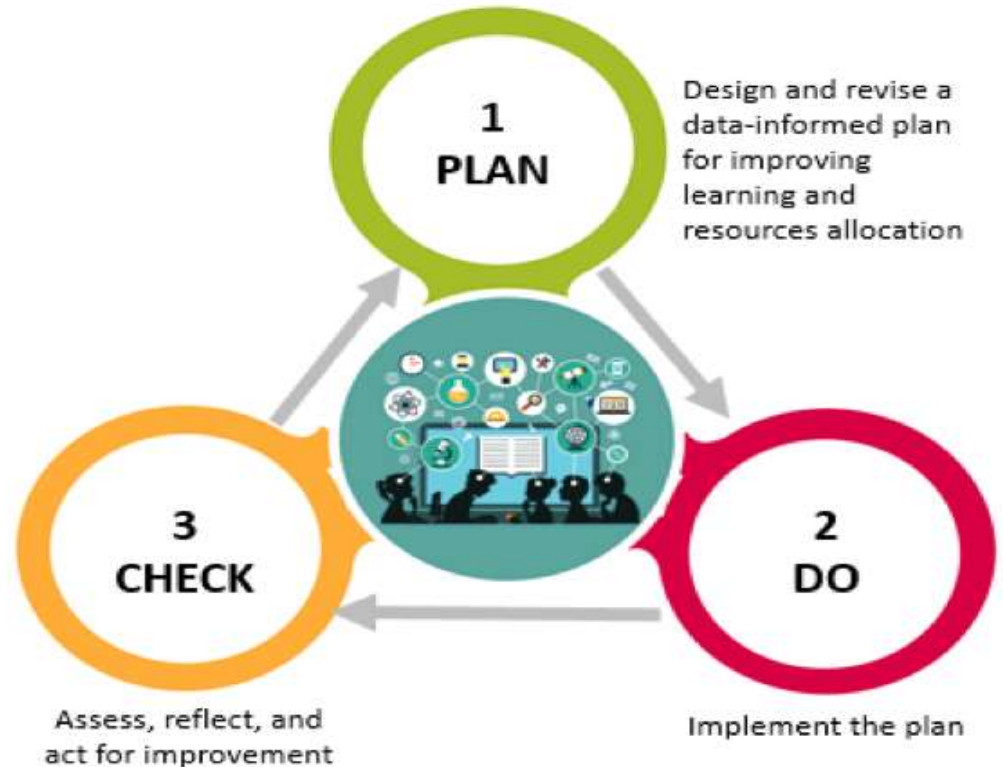 1
PLAN
Design and revise a
data-informed plan
for improving
learning and
resources allocation
2
DO
Implement the plan
3
CHECK
Assess, reflect, and
act for improvement